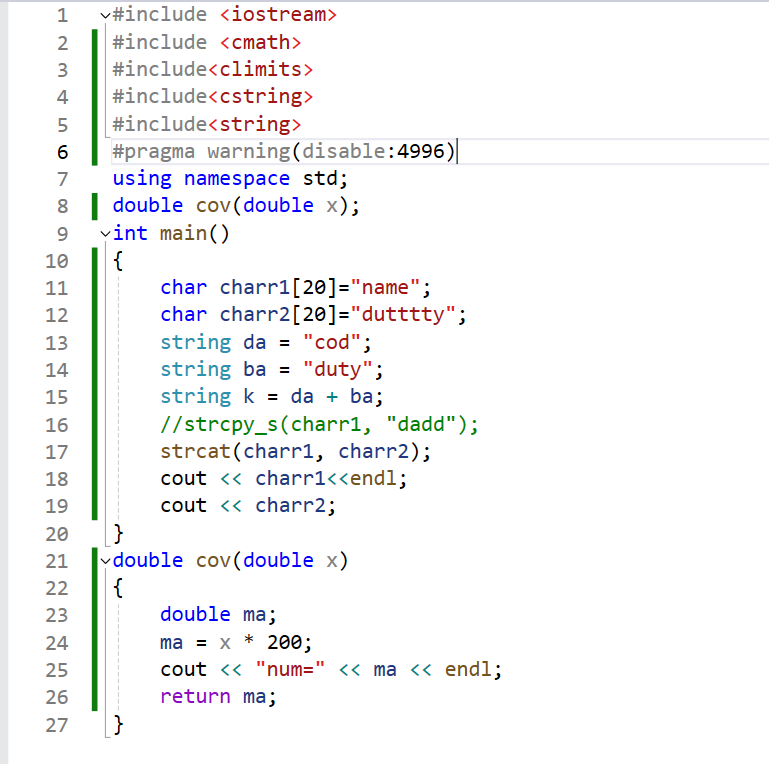 1 #include <iostream>
2 #include <cmath>
3 #include<climits>
4 #include<cstring>
5 #include<string>
6 #pragma warning(disable:4996)
7 using namespace std;
8 double cov(double x);
9 int main()
10 {
11     char charr1[20]="name";
12     char charr2[20]="dutttty";
13     string da = "cod";
14     string ba = "duty";
15     string k = da + ba;
16     //strcpy_s(charr1, "dadd");
17     strcat(charr1, charr2);
18     cout << charr1<<endl;
19     cout << charr2;
20 }
21 double cov(double x)
22 {
23     double ma;
24     ma = x * 200;
25     cout << "num=" << ma << endl;
26     return ma;
27 }